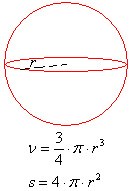 r
v = 3/4 · π · r³
s = 4 · π · r²